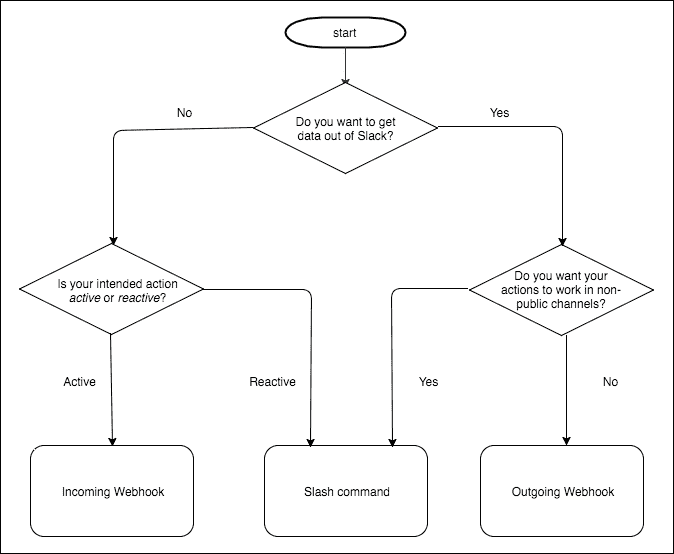 start
No
Yes
Do you want to get
data out of Slack?
Is your intended action
active or reactive?
Do you want your
actions to work in non-
public channels?
Active
Reactive
Yes
No
Incoming Webhook
Slash command
Outgoing Webhook